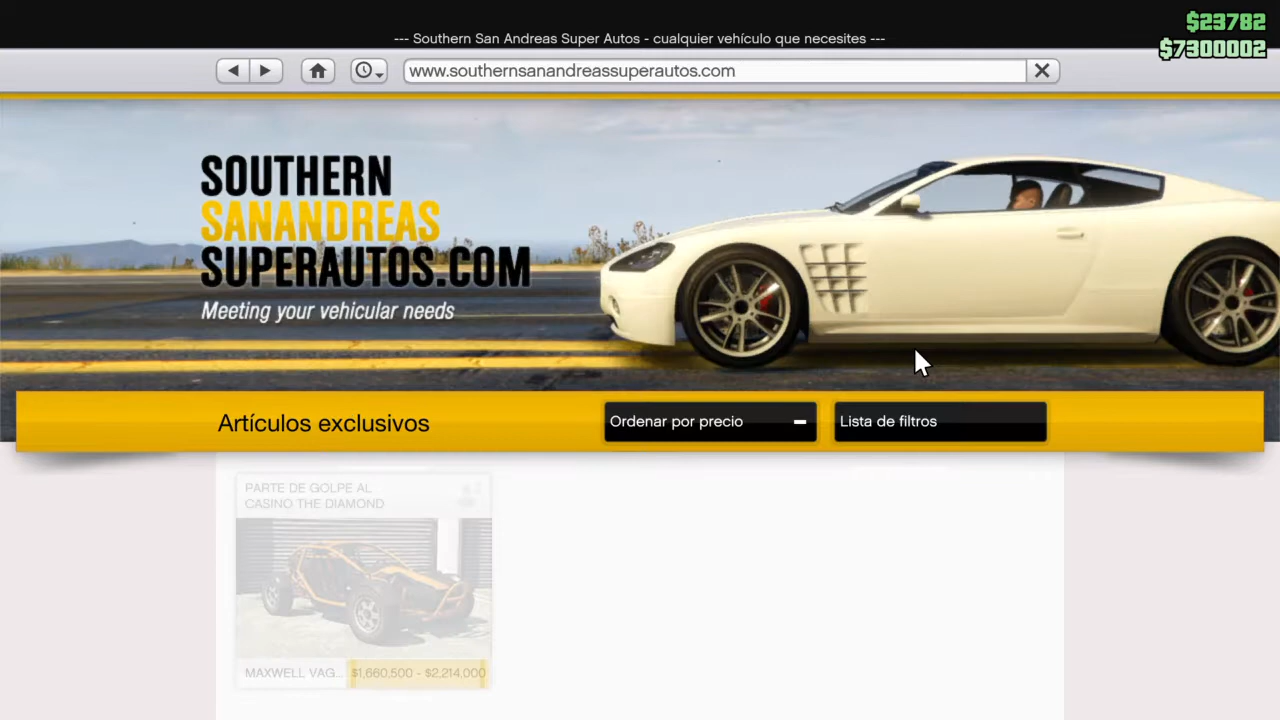 $23782
--- Southern San Andreas Super Autos - cualquier vehículo que necesites ---
$7300002
www.southernsanandreassuperautos.com
SOUTHERN
SANANDREAS
SUPERAUTOS.COM
Meeting your vehicular needs
Artículos exclusivos
Ordenar por precio
Lista de filtros
PARTE DE GOLPE AL
CASINO THE DIAMOND
MAXWELL VAG... $1,660,500 - $2,214,000